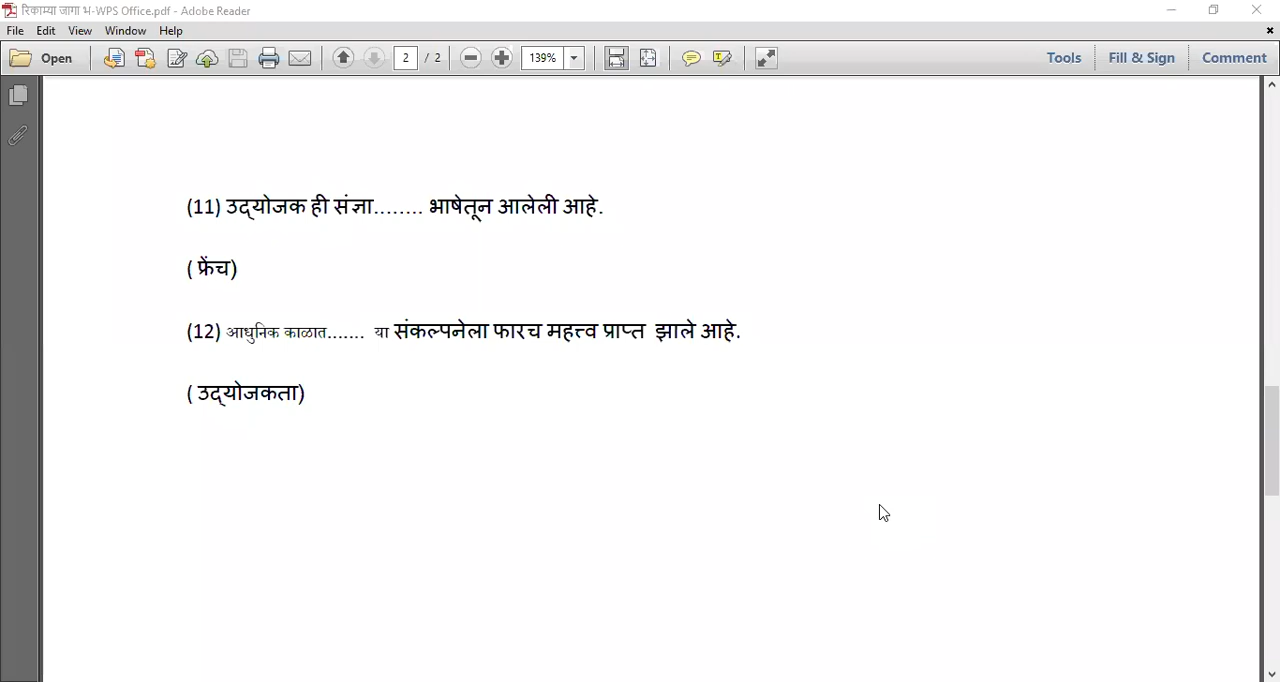 रिकाम्या जागा भ-WPS Office.pdf - Adobe Reader
File Edit View Window Help
Open 2 / 2 139% Tools Fill & Sign Comment
(11) उद्‌योजक ही संज्ञा........ भाषेतून आलेली आहे.
( फ्रेंच)
(12) आधुनिक काळात....... या संकल्पनेला फारच महत्त्व प्राप्त झाले आहे.
( उद्‌योजकता)